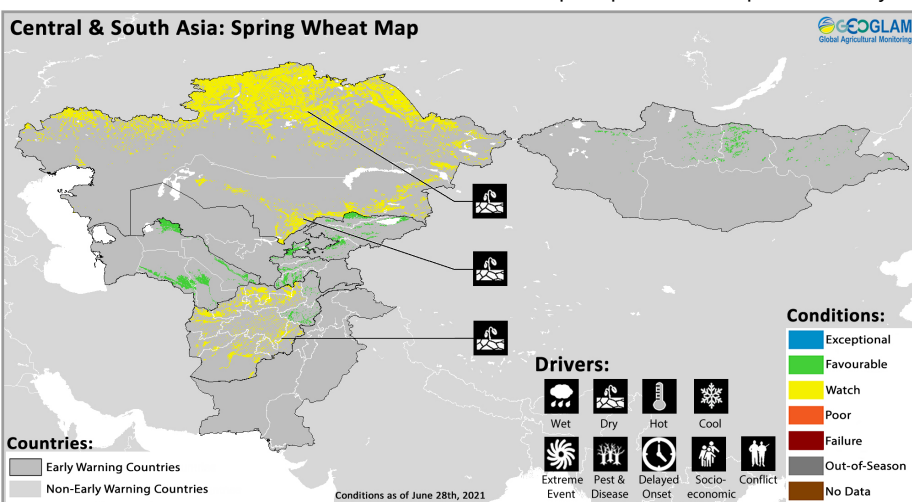 Central & South Asia: Spring Wheat Map
GEOGLAM
Global Agricultural Monitoring
Conditions:
Exceptional
Favourable
Watch
Poor
Failure
Out-of-Season
No Data
Drivers:
Wet
Dry
Hot
Cool
Extreme Event
Pest & Disease
Delayed Onset
Socio-economic
Conflict
Countries:
Early Warning Countries
Non-Early Warning Countries
Conditions as of June 28th, 2021